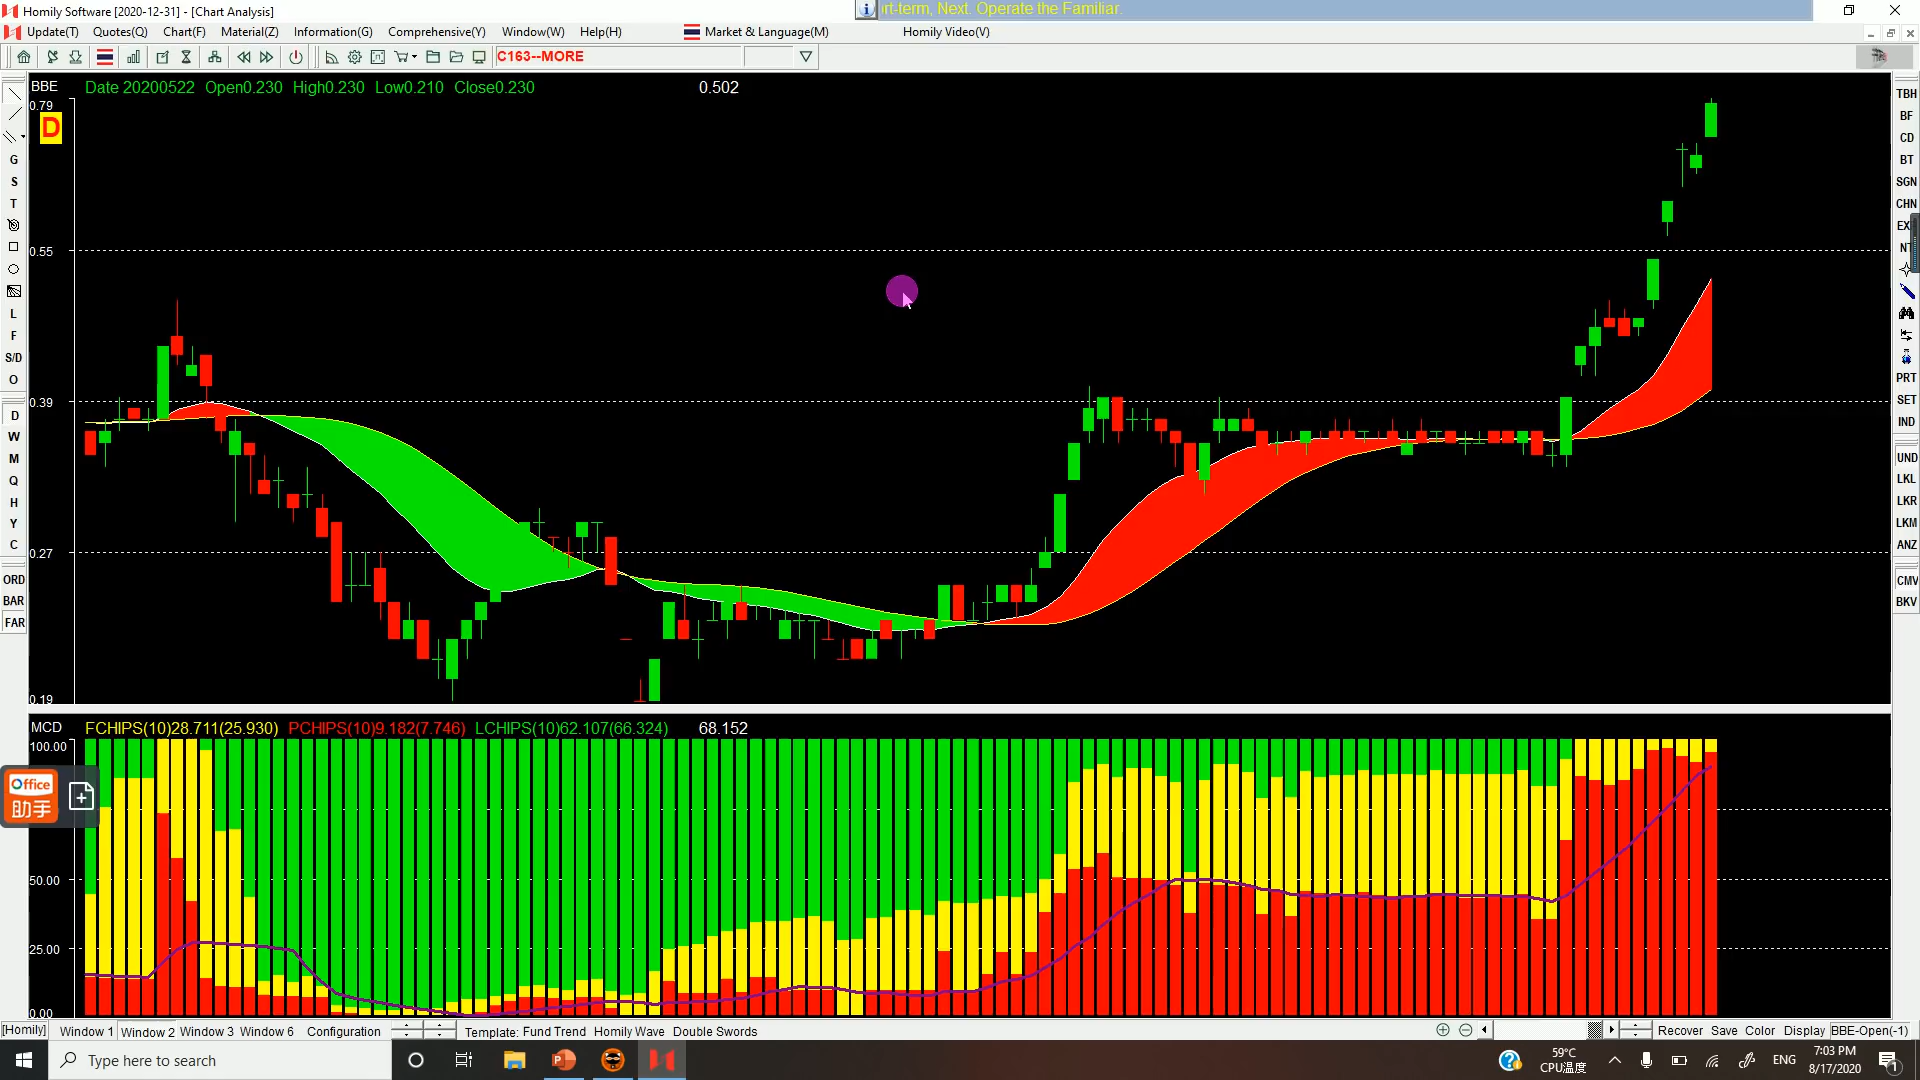 Homily Software [2020-12-31] - [Chart Analysis]
rt-term, Next. Operate the Familiar.
Update(T) Quotes(Q) Chart(F) Material(Z) Information(G) Comprehensive(Y) Window(W) Help(H) Market & Language(M) Homily Video(V)
C163--MORE
BBE Date 20200522 Open0.230 High0.230 Low0.210 Close0.230 0.502
0.79
D
0.55
0.39
0.27
0.19
G
S
T
L
F
S/D
O
D
W
M
Q
H
Y
C
ORD
BAR
FAR
TBH
BF
CD
BT
SGN
CHN
EX
NT
PRT
SET
IND
UND
LKL
LKR
LKM
ANZ
CMV
BKV
MCD FCHIPS(10)28.711(25.930) PCHIPS(10)9.182(7.746) LCHIPS(10)62.107(66.324) 68.152
100.00
50.00
25.00
0.00
Office
助手
[Homily] Window 1 Window 2 Window 3 Window 6 Configuration Template: Fund Trend Homily Wave Double Swords Recover Save Color Display BBE-Open(-1)
Type here to search
59°C
CPU温度
ENG
7:03 PM
8/17/2020
1